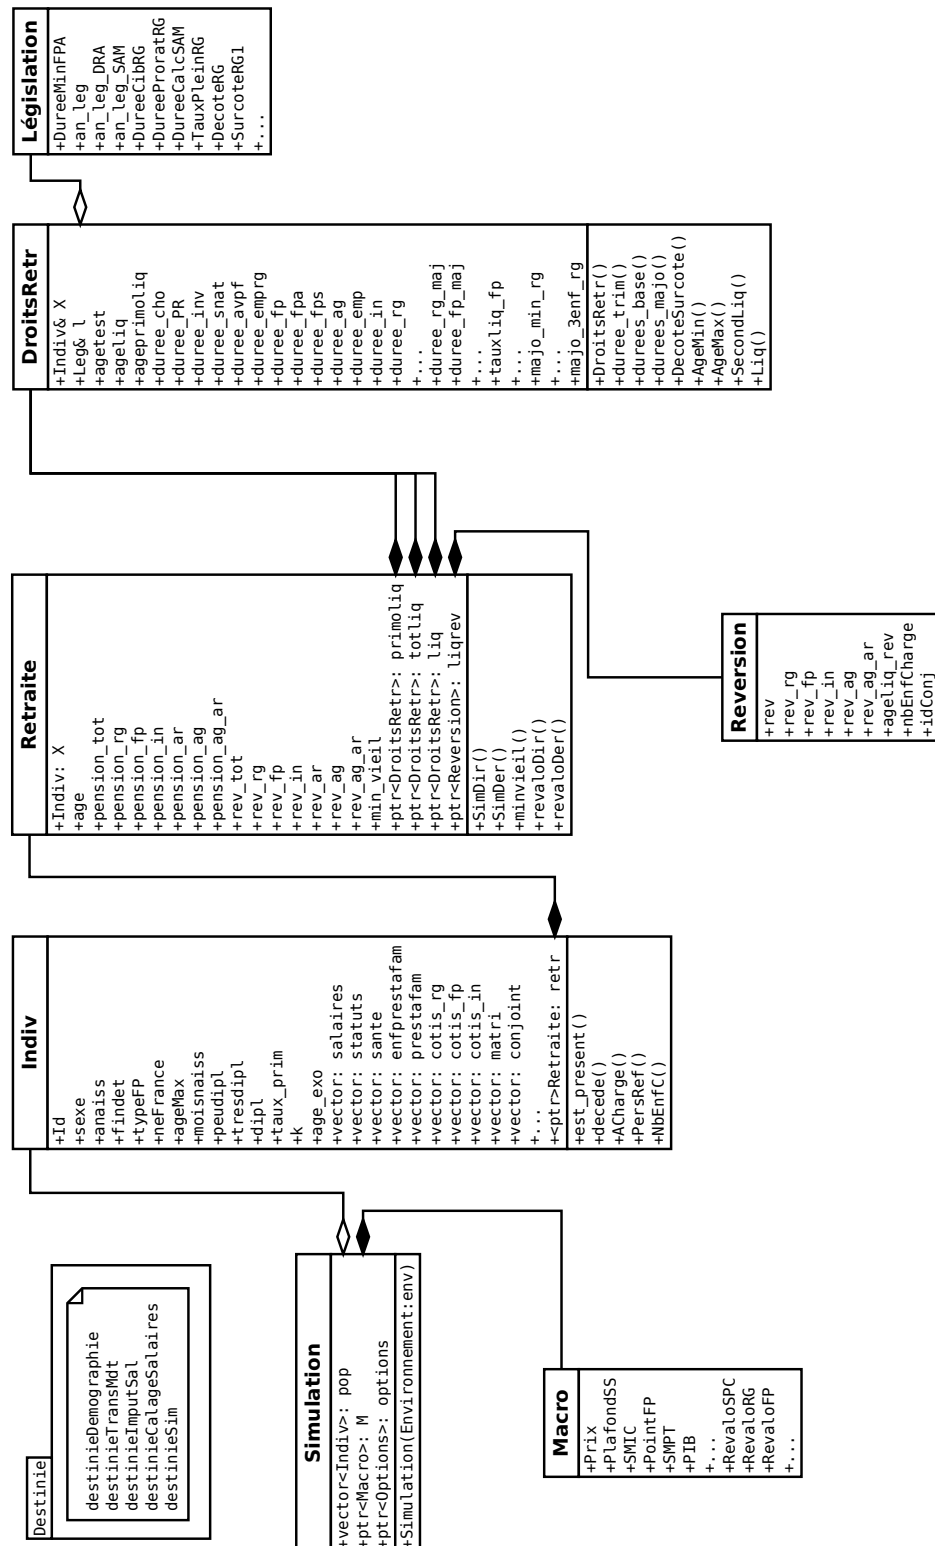 Destinie
destinieDemographie
destinieTransMdt
destinieImputSal
destinieCalageSalaires
destinieSim
Simulation
+vector<Indiv>: pop
+ptr<Macro>: M
+ptr<Options>: options
+Simulation(Environnement:env)
Macro
+Prix
+PlafondSS
+SMIC
+PointFP
+SMPT
+PIB
+...
+RevaloSPC
+RevaloRG
+RevaloFP
+...
Indiv
+Id
+sexe
+anaiss
+findet
+typeFP
+neFrance
+ageMax
+moisnaiss
+peudipl
+tresdipl
+dipl
+taux_prim
+k
+age_exo
+vector: salaires
+vector: statuts
+vector: sante
+vector: enfprestafam
+vector: prestafam
+vector: cotis_rg
+vector: cotis_fp
+vector: cotis_in
+vector: matri
+vector: conjoint
+...
+<ptr>Retraite: retr
+est_present()
+decede()
+ACharge()
+PersRef()
+NbEnfC()
Retraite
+Indiv: X
+age
+pension_tot
+pension_rg
+pension_fp
+pension_in
+pension_ar
+pension_ag
+pension_ag_ar
+rev_tot
+rev_rg
+rev_fp
+rev_in
+rev_ar
+rev_ag
+rev_ag_ar
+min_vieil
+ptr<DroitsRetr>: primoliq
+ptr<DroitsRetr>: totliq
+ptr<DroitsRetr>: liq
+ptr<Reversion>: liqrev
+SimDir()
+SimDer()
+minvieil()
+revaloDir()
+revaloDer()
Reversion
+rev
+rev_rg
+rev_fp
+rev_in
+rev_ag
+rev_ag_ar
+ageliq_rev
+nbEnfCharge
+idConj
DroitsRetr
+Indiv& X
+Leg& l
+agetest
+ageliq
+ageprimoliq
+duree_cho
+duree_PR
+duree_inv
+duree_snat
+duree_avpf
+duree_emprg
+duree_fp
+duree_fpa
+duree_fps
+duree_ag
+duree_emp
+duree_in
+duree_rg
+...
+duree_rg_maj
+duree_fp_maj
+...
+tauxliq_fp
+...
+majo_min_rg
+...
+majo_3enf_rg
+DroitsRetr()
+duree_trim()
+durees_base()
+durees_majo()
+DecoteSurcote()
+AgeMin()
+AgeMax()
+SecondLiq()
+Liq()
Législation
+DureeMinFPA
+an_leg
+an_leg_DRA
+an_leg_SAM
+DureeCibRG
+DureeProratRG
+DureeCalcSAM
+TauxPleinRG
+DecoteRG
+SurcoteRG1
+...